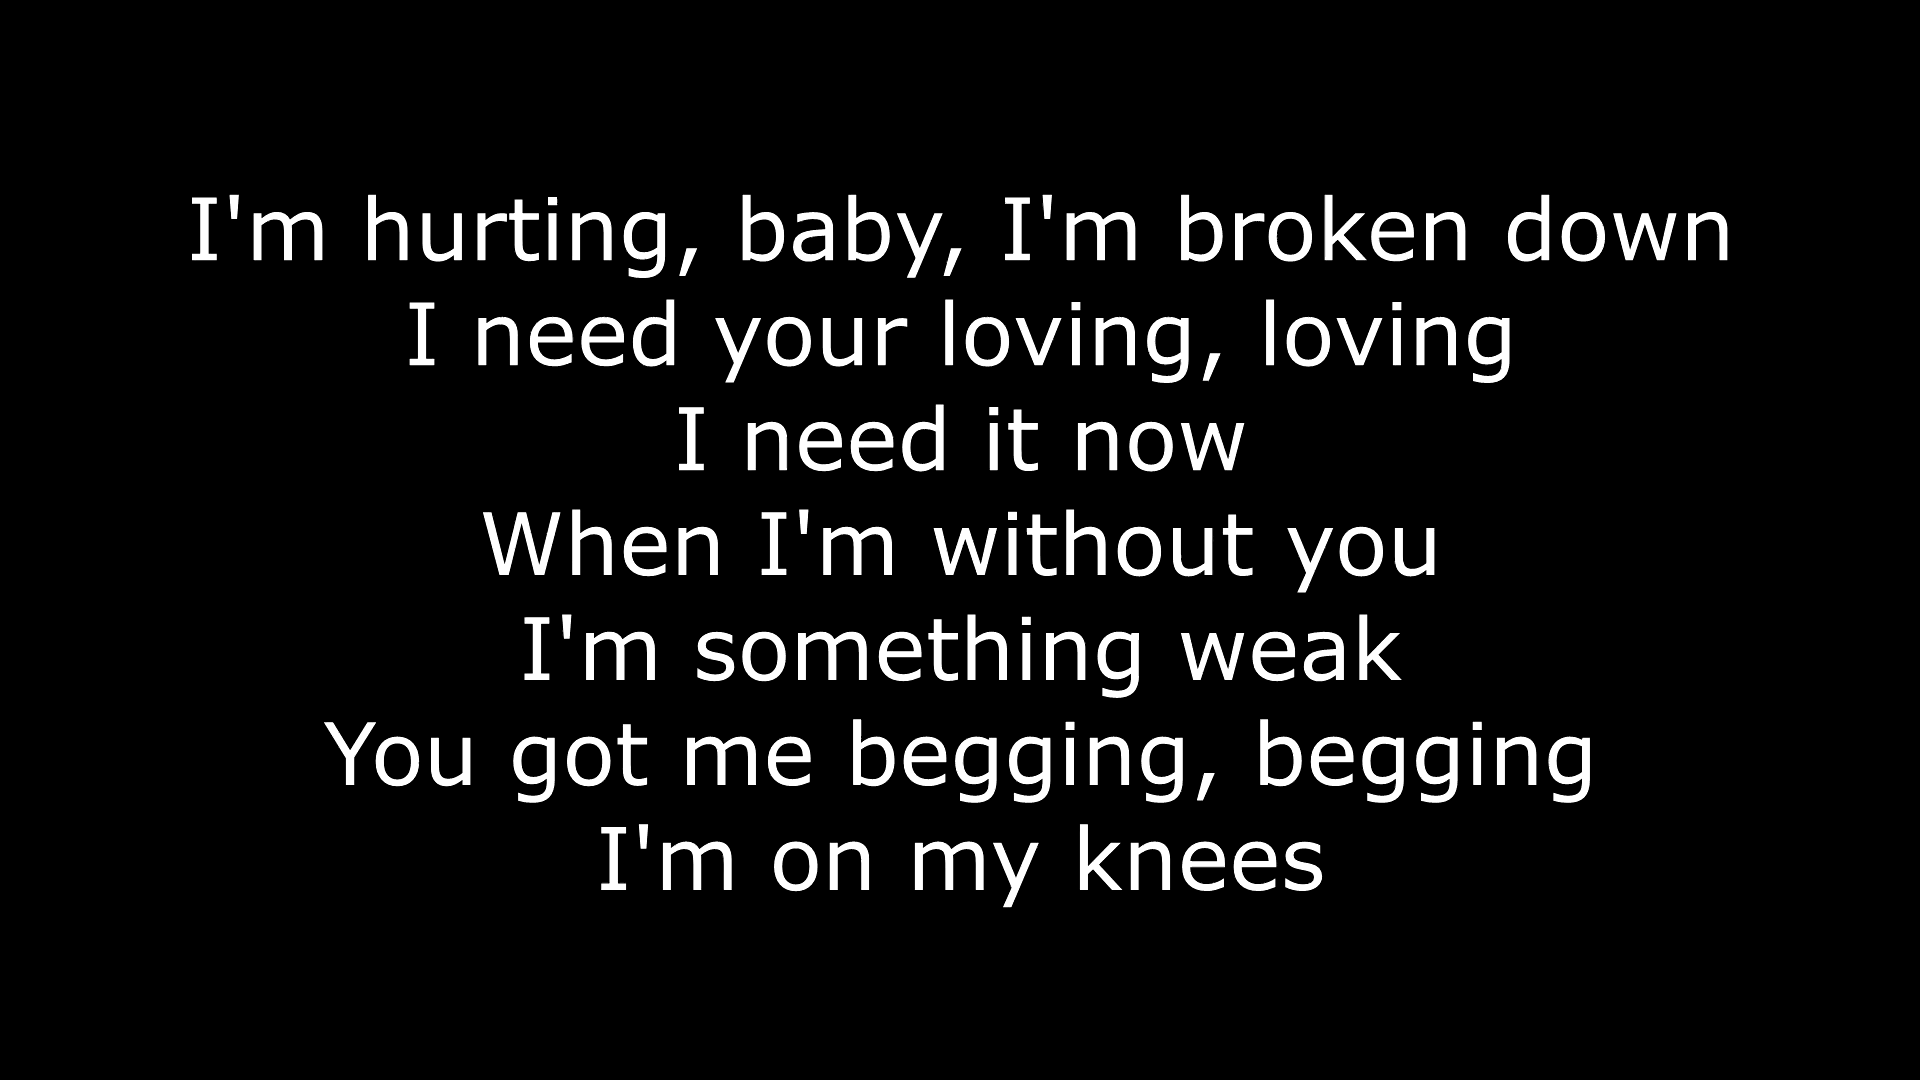 I'm hurting, baby, I'm broken down
I need your loving, loving
I need it now
When I'm without you
I'm something weak
You got me begging, begging
I'm on my knees